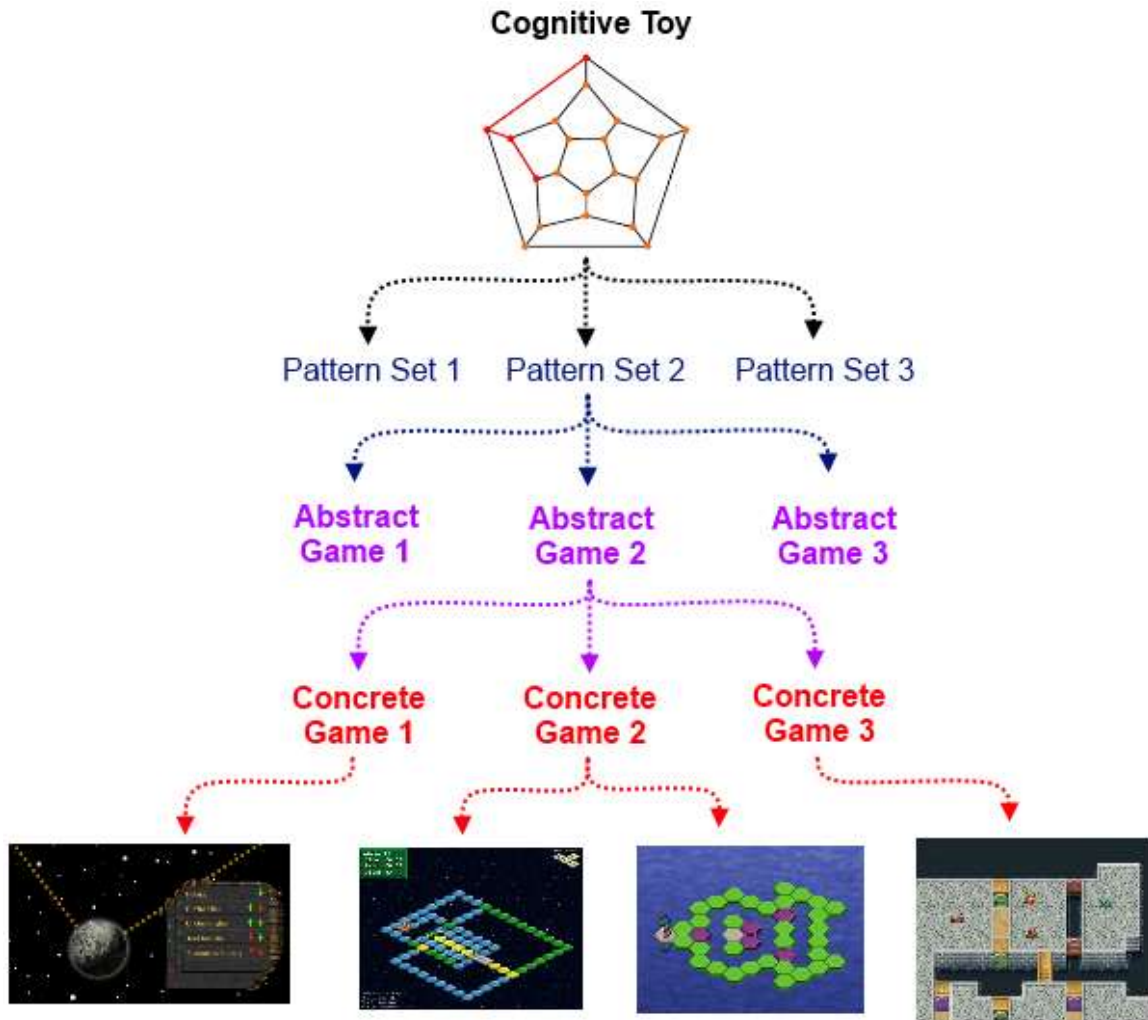 Cognitive Toy
Pattern Set 1
Pattern Set 2
Pattern Set 3
Abstract
Game 1
Abstract
Game 2
Abstract
Game 3
Concrete
Game 1
Concrete
Game 2
Concrete
Game 3